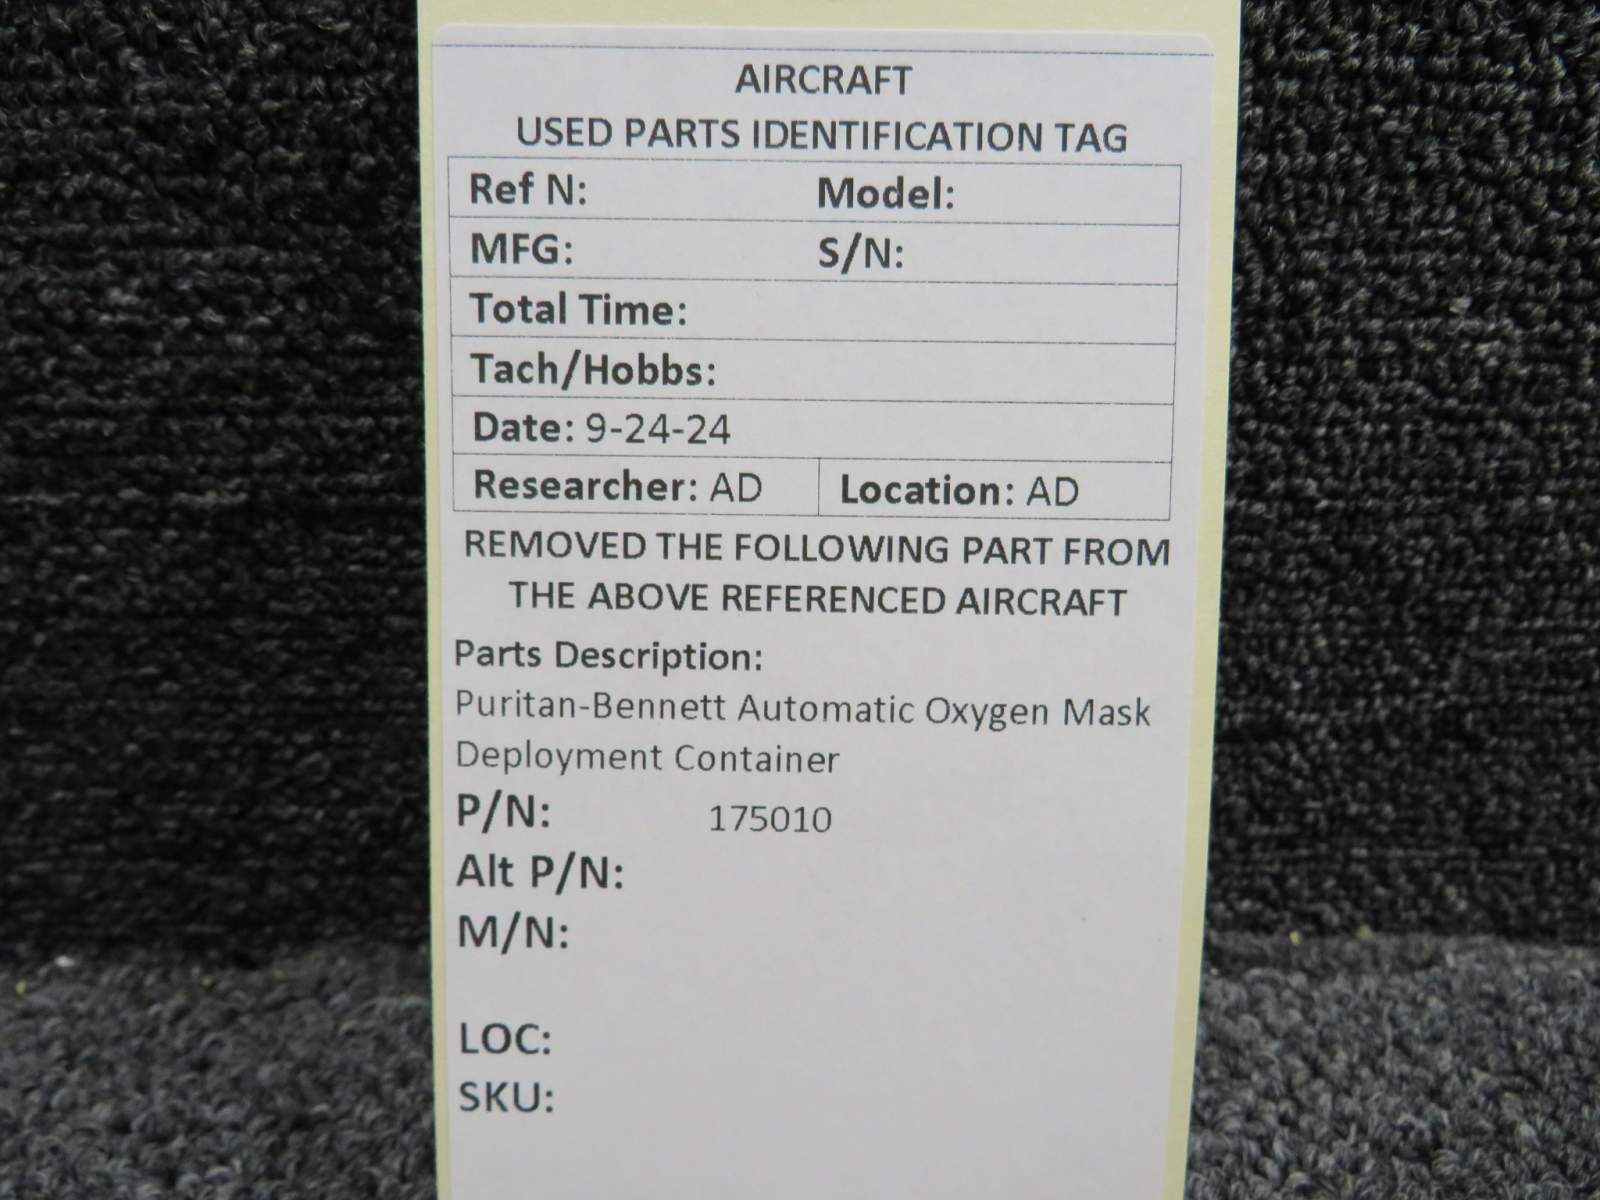 AIRCRAFT
USED PARTS IDENTIFICATION TAG
Ref N: Model:
MFG: S/N:
Total Time:
Tach/Hobbs:
Date: 9-24-24
Researcher: AD Location: AD
REMOVED THE FOLLOWING PART FROM
THE ABOVE REFERENCED AIRCRAFT
Parts Description:
Puritan-Bennett Automatic Oxygen Mask
Deployment Container
P/N: 175010
Alt P/N:
M/N:
LOC:
SKU: